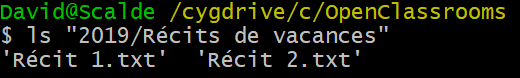 David@Scalde /cygdrive/c/OpenClassrooms
$ ls "2019/Récits de vacances"
'Récit 1.txt'  'Récit 2.txt'